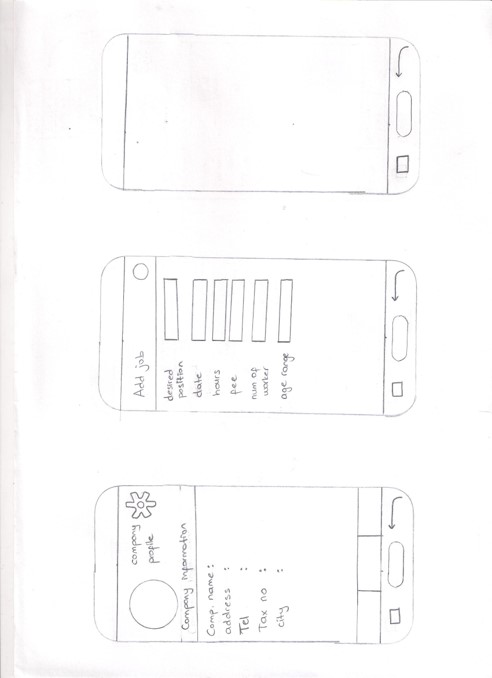 company
profile
Company information
Comp. name :
address :
Tel :
Tax no :
city :
Add job
desired
position
date
hours
fee
num of
worker
age range